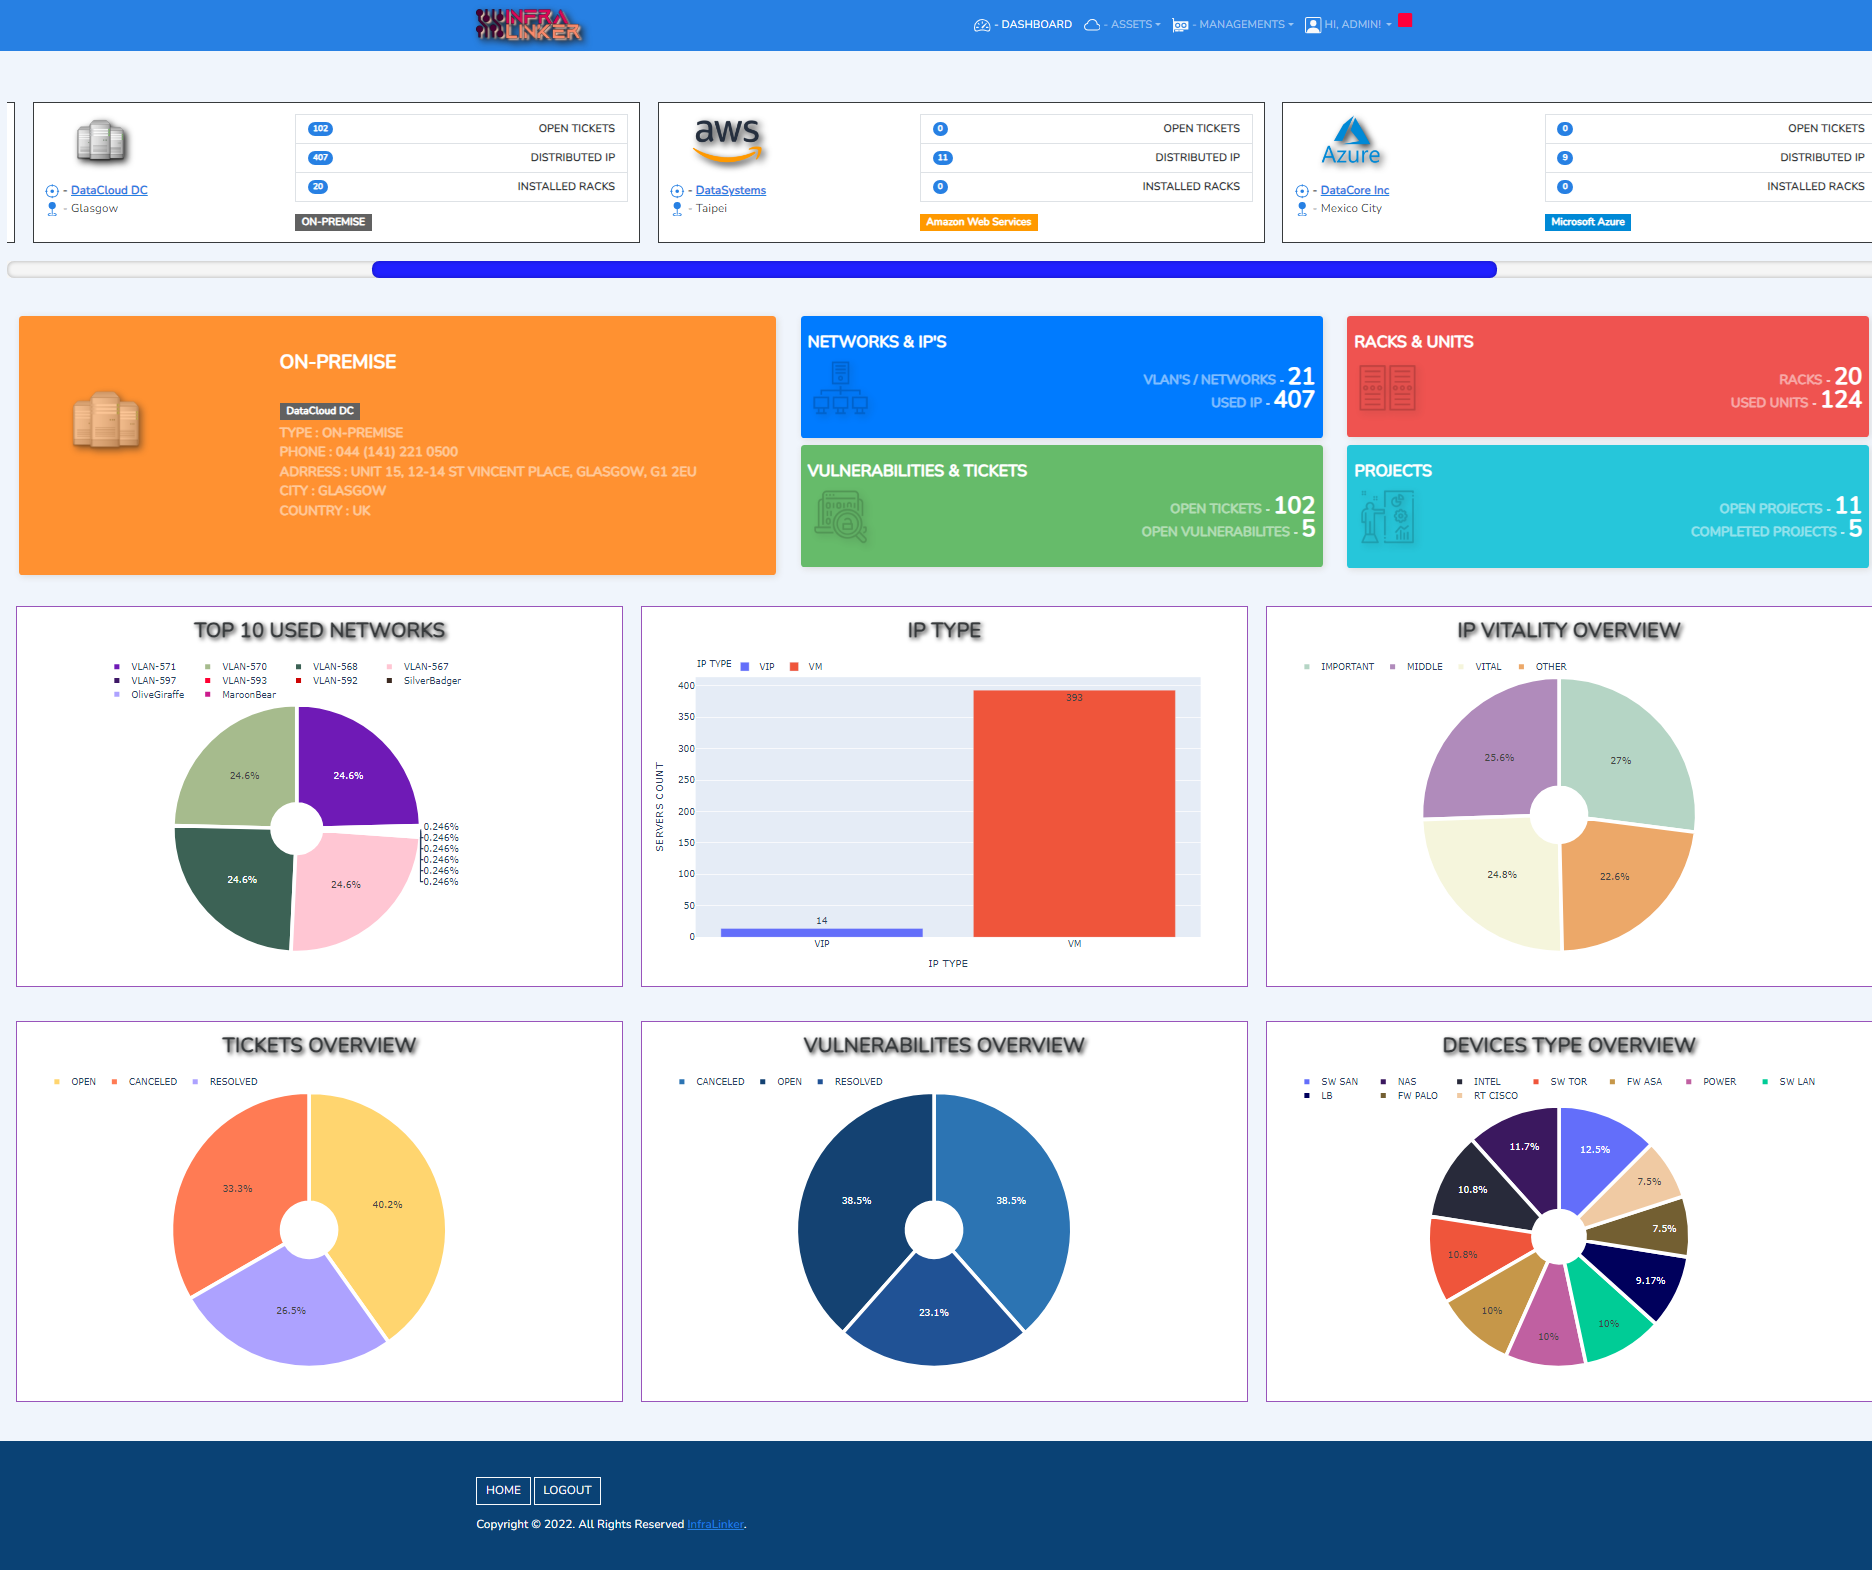 INFRA
LINKER
- DASHBOARD
- ASSETS
- MANAGEMENTS
HI, ADMIN!
- DataCloud DC
- Glasgow
102 OPEN TICKETS
407 DISTRIBUTED IP
20 INSTALLED RACKS
ON-PREMISE
aws
- DataSystems
- Taipei
0 OPEN TICKETS
11 DISTRIBUTED IP
0 INSTALLED RACKS
Amazon Web Services
Azure
- DataCore Inc
- Mexico City
0 OPEN TICKETS
9 DISTRIBUTED IP
0 INSTALLED RACKS
Microsoft Azure
ON-PREMISE
DataCloud DC
TYPE : ON-PREMISE
PHONE : 044 (141) 221 0500
ADRRESS : UNIT 15, 12-14 ST VINCENT PLACE, GLASGOW, G1 2EU
CITY : GLASGOW
COUNTRY : UK
NETWORKS & IP'S
VLAN'S / NETWORKS - 21
USED IP - 407
RACKS & UNITS
RACKS - 20
USED UNITS - 124
VULNERABILITIES & TICKETS
OPEN TICKETS - 102
OPEN VULNERABILITES - 5
PROJECTS
OPEN PROJECTS - 11
COMPLETED PROJECTS - 5
TOP 10 USED NETWORKS
VLAN-571 VLAN-570 VLAN-568 VLAN-567
VLAN-597 VLAN-593 VLAN-592 SilverBadger
OliveGiraffe MaroonBear
24.6%
24.6%
0.246%
0.246%
0.246%
0.246%
0.246%
0.246%
24.6%
24.6%
IP TYPE
IP TYPE VIP VM
400
350
300
250
200
150
100
50
0
SERVERS COUNT
393
14
VIP
VM
IP TYPE
IP VITALITY OVERVIEW
IMPORTANT MIDDLE VITAL OTHER
25.6%
27%
24.8%
22.6%
TICKETS OVERVIEW
OPEN CANCELED RESOLVED
33.3%
40.2%
26.5%
VULNERABILITES OVERVIEW
CANCELED OPEN RESOLVED
38.5%
38.5%
23.1%
DEVICES TYPE OVERVIEW
SW SAN NAS INTEL SW TOR FW ASA POWER SW LAN
LB FW PALO RT CISCO
11.7%
12.5%
10.8%
7.5%
7.5%
10.8%
9.17%
10%
10%
10%
HOME
LOGOUT
Copyright © 2022. All Rights Reserved InfraLinker.